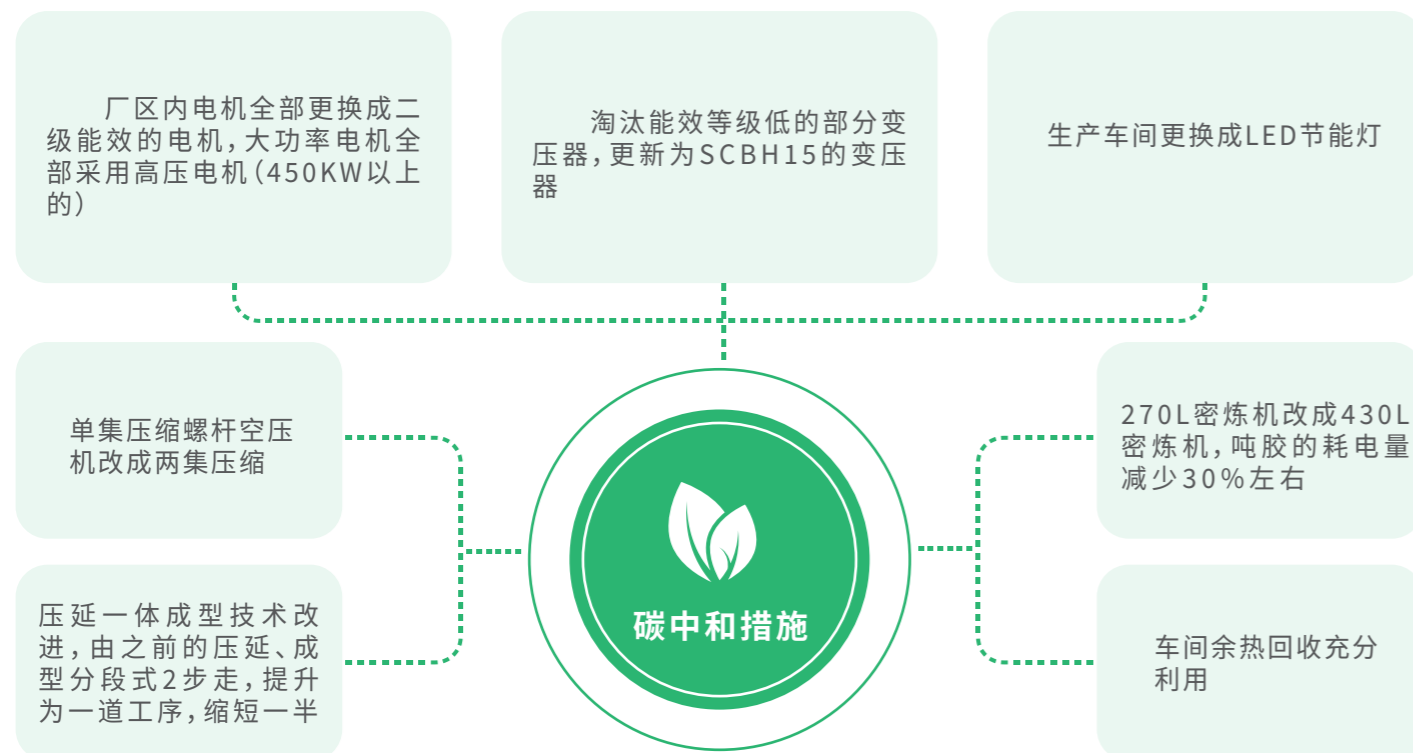 厂区内电机全部更换成二
级能效的电机，大功率电机全
部采用高压电机（450KW以上
的）
淘汰能效等级低的部分变
压器，更新为SCBH15的变压
器
生产车间更换成LED节能灯
单集压缩螺杆空压
机改成两集压缩
270L密炼机改成430L
密炼机，吨胶的耗电量
减少30%左右
碳中和措施
压延一体成型技术改
进，由之前的压延、成
型分段式2步走，提升
为一道工序，缩短一半
车间余热回收充分
利用